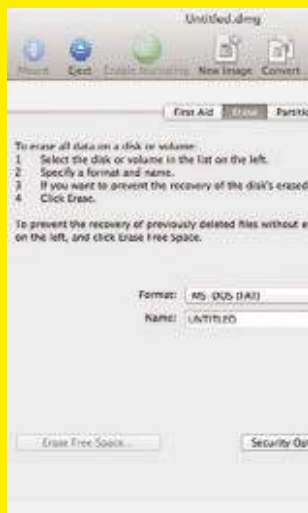 Untitled.dmg
Mount Eject Enable Journaling New Image Convert
First Aid Erase Partitio
To erase all data on a disk or volume:
1 Select the disk or volume in the list on the left.
2 Specify a format and name.
3 If you want to prevent the recovery of the disk's erased
4 Click Erase.
To prevent the recovery of previously deleted files without e
on the left, and click Erase Free Space.
Format: MS-DOS (FAT)
Name: UNTITLED
Erase Free Space... Security Opt